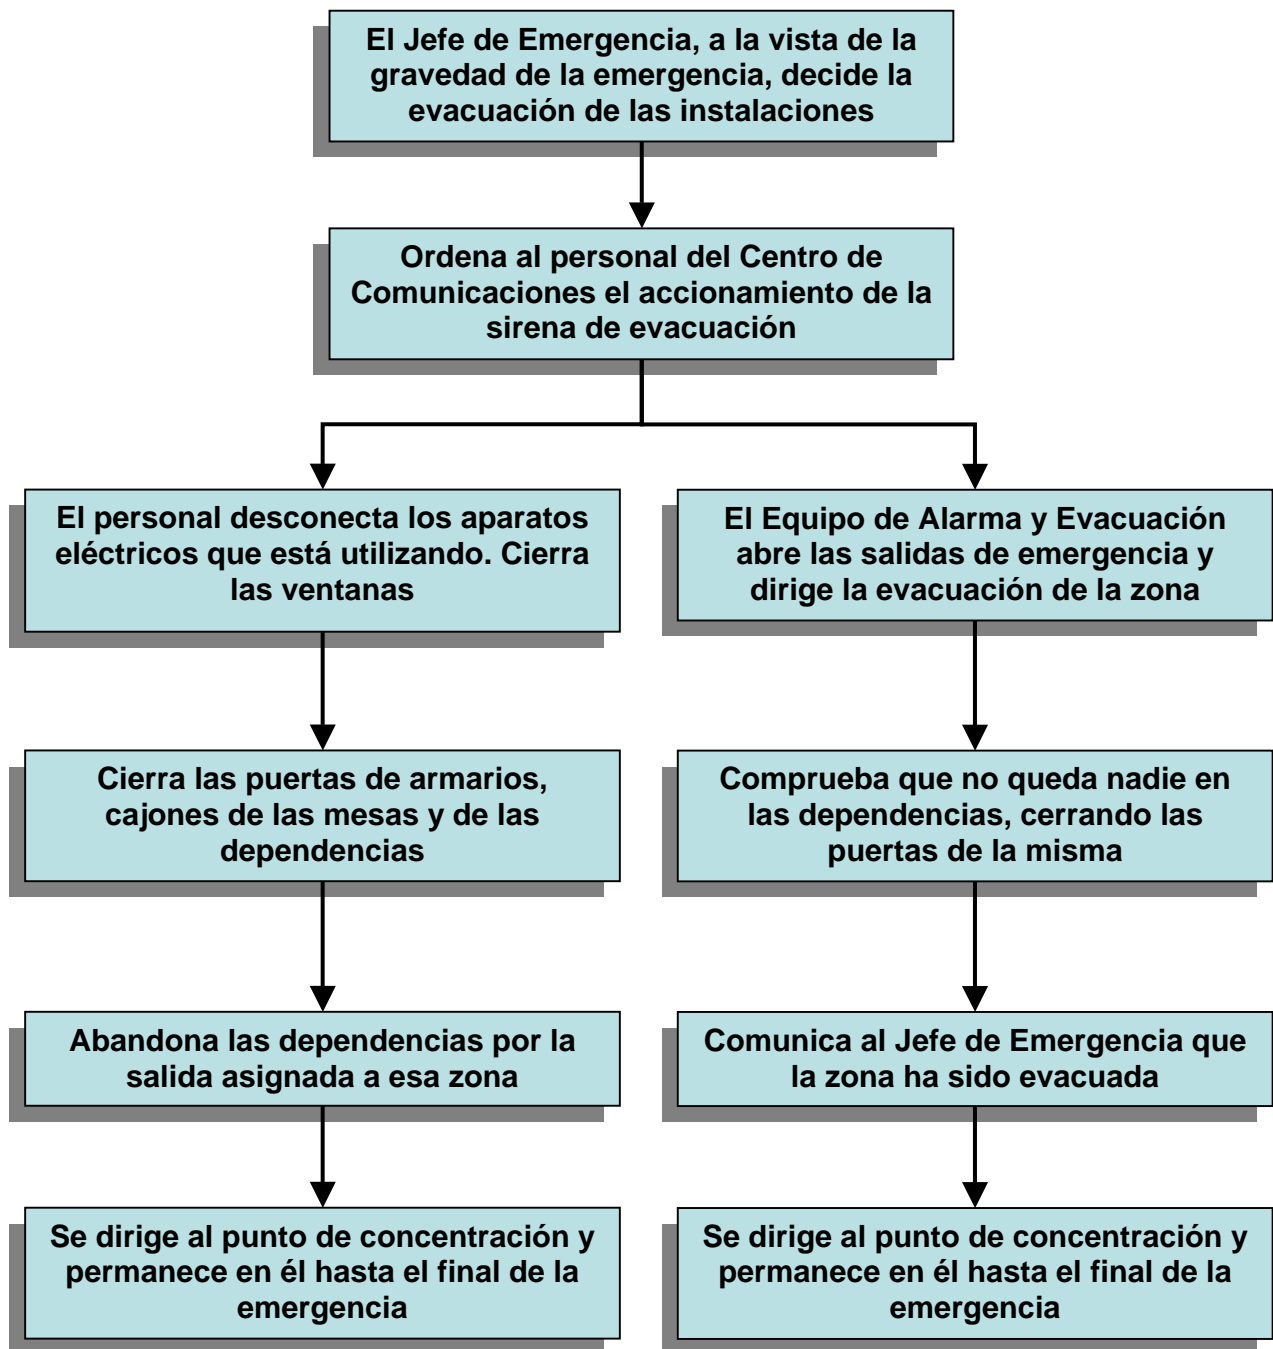 El Jefe de Emergencia, a la vista de la
gravedad de la emergencia, decide la
evacuación de las instalaciones
Ordena al personal del Centro de
Comunicaciones el accionamiento de la
sirena de evacuación
El personal desconecta los aparatos
eléctricos que está utilizando. Cierra
las ventanas
Cierra las puertas de armarios,
cajones de las mesas y de las
dependencias
Abandona las dependencias por la
salida asignada a esa zona
Se dirige al punto de concentración y
permanece en él hasta el final de la
emergencia
El Equipo de Alarma y Evacuación
abre las salidas de emergencia y
dirige la evacuación de la zona
Comprueba que no queda nadie en
las dependencias, cerrando las
puertas de la misma
Comunica al Jefe de Emergencia que
la zona ha sido evacuada
Se dirige al punto de concentración y
permanece en él hasta el final de la
emergencia